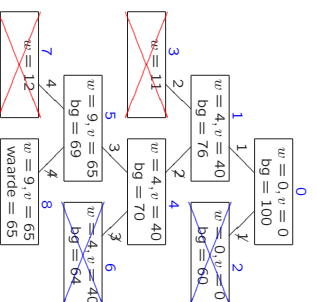 0
w = 0, v = 0
bg = 100
1 1̸
1 2
w = 4, v = 40
bg = 76
w = 0, v = 0
bg = 60
2 2̸
3 4
w = 11
w = 4, v = 40
bg = 70
3 3̸
5 6
w = 9, v = 65
bg = 69
w = 4, v = 40
bg = 64
4 4̸
7 8
w = 12
w = 9, v = 65
waarde = 65